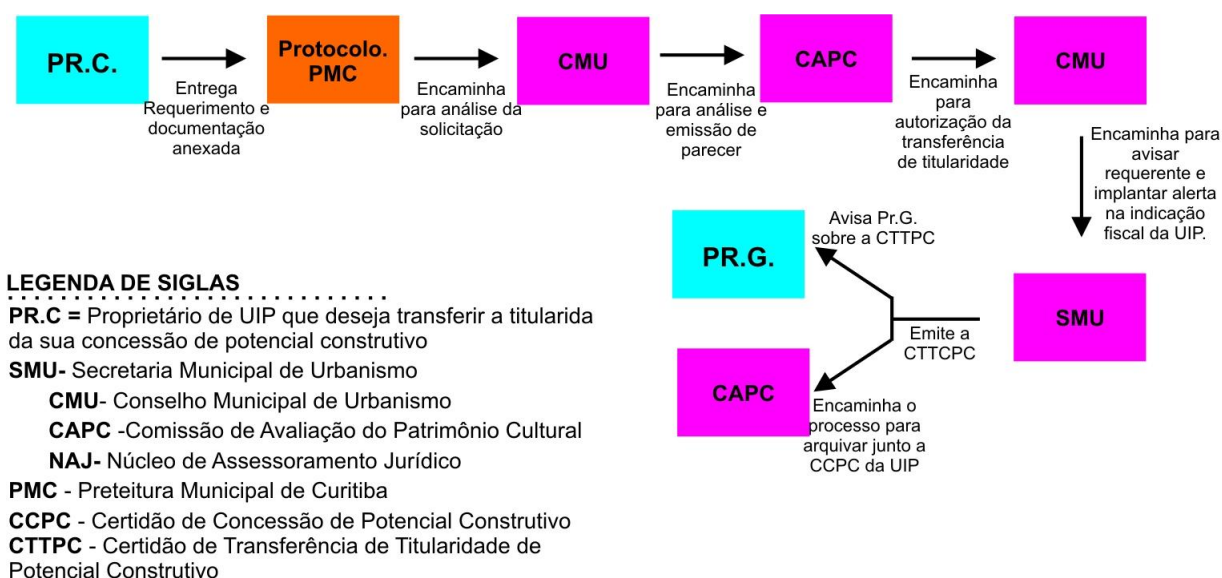 PR.C.
Entrega
Requerimento e
documentação
anexada
Protocolo.
PMC
Encaminha
para análise da
solicitação
CMU
Encaminha
para análise e
emissão de
parecer
CAPC
Encaminha
para
autorização da
transferência
de titularidade
CMU
Encaminha para
avisar
requerente e
implantar alerta
na indicação
fiscal da UIP.
SMU
Emite a
CTTCPC
Avisa Pr.G.
sobre a CTTPC
PR.G.
CAPC
Encaminha o
processo para
arquivar junto a
CCPC da UIP
LEGENDA DE SIGLAS
PR.C = Proprietário de UIP que deseja transferir a titularida
da sua concessão de potencial construtivo
SMU- Secretaria Municipal de Urbanismo
CMU- Conselho Municipal de Urbanismo
CAPC -Comissão de Avaliação do Patrimônio Cultural
NAJ- Núcleo de Assessoramento Jurídico
PMC - Preteitura Municipal de Curitiba
CCPC - Certidão de Concessão de Potencial Construtivo
CTTPC - Certidão de Transferência de Titularidade de
Potencial Construtivo